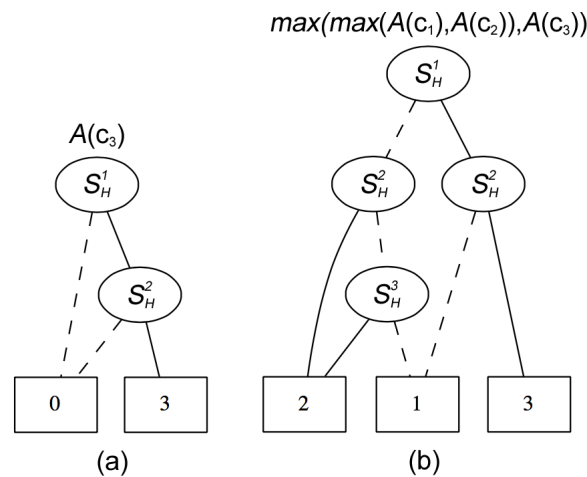 max(max(A(c₁),A(c₂)),A(c₃))
S_H^1
A(c₃)
S_H^1
S_H^2
S_H^2
S_H^2
S_H^3
0
3
2
1
3
(a)
(b)